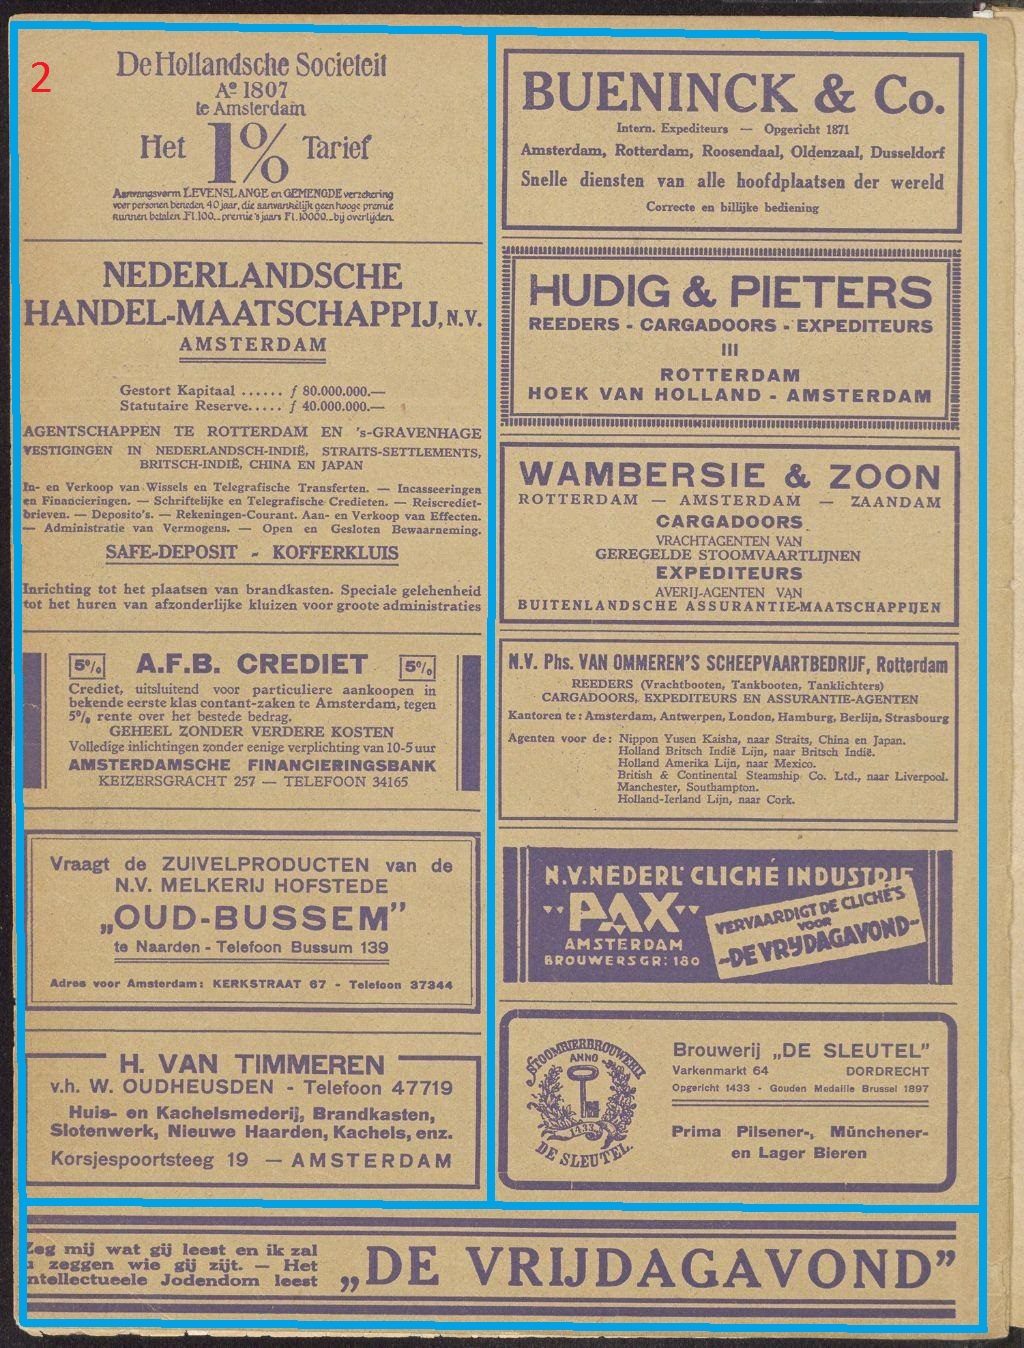 2
De Hollandsche Societeit
Aº 1807
te Amsterdam
Het 1% Tarief
Aanvangsvorm LEVENSLANGE en GEMENGDE verzekering
voor personen beneden 40 jaar, die aanvankelijk geen hooge premie
kunnen betalen. Fl. 100._ premie 's jaars Fl. 10000._ bij overlijden.
NEDERLANDSCHE
HANDEL-MAATSCHAPPIJ, N.V.
AMSTERDAM
Gestort Kapitaal ...... ƒ 80.000.000.—
Statutaire Reserve..... ƒ 40.000.000.—
AGENTSCHAPPEN TE ROTTERDAM EN 's-GRAVENHAGE
VESTIGINGEN IN NEDERLANDSCH-INDIË, STRAITS-SETTLEMENTS,
BRITSCH-INDIË, CHINA EN JAPAN
In- en Verkoop van Wissels en Telegrafische Transferten. — Incasseeringen
en Financieringen. — Schriftelijke en Telegrafische Credieten. — Reiscrediet-
brieven. — Deposito's. — Rekeningen-Courant. Aan- en Verkoop van Effecten.
— Administratie van Vermogens. — Open en Gesloten Bewaarneming.
SAFE-DEPOSIT - KOFFERKLUIS
Inrichting tot het plaatsen van brandkasten. Speciale gelehenheid
tot het huren van afzonderlijke kluizen voor groote administraties
5% A.F.B. CREDIET 5%
Crediet, uitsluitend voor particuliere aankoopen in
bekende eerste klas contant-zaken te Amsterdam, tegen
5% rente over het bestede bedrag.
GEHEEL ZONDER VERDERE KOSTEN
Volledige inlichtingen zonder eenige verplichting van 10-5 uur
AMSTERDAMSCHE FINANCIERINGSBANK
KEIZERSGRACHT 257 — TELEFOON 34165
Vraagt de ZUIVELPRODUCTEN van de
N.V. MELKERIJ HOFSTEDE
„OUD-BUSSEM”
te Naarden - Telefoon Bussum 139
Adres voor Amsterdam: KERKSTRAAT 67 - Telefoon 37344
H. VAN TIMMEREN
v.h. W. OUDHEUSDEN - Telefoon 47719
Huis- en Kachelsmederij, Brandkasten,
Slotenwerk, Nieuwe Haarden, Kachels, enz.
Korsjespoortsteeg 19 — AMSTERDAM
BUENINCK & Co.
Intern. Expediteurs — Opgericht 1871
Amsterdam, Rotterdam, Roosendaal, Oldenzaal, Dusseldorf
Snelle diensten van alle hoofdplaatsen der wereld
Correcte en billijke bediening
HUDIG & PIETERS
REEDERS - CARGADOORS - EXPEDITEURS
III
ROTTERDAM
HOEK VAN HOLLAND - AMSTERDAM
WAMBERSIE & ZOON
ROTTERDAM — AMSTERDAM — ZAANDAM
CARGADOORS
VRACHTAGENTEN VAN
GEREGELDE STOOMVAARTLIJNEN
EXPEDITEURS
AVERIJ-AGENTEN VAN
BUITENLANDSCHE ASSURANTIE-MAATSCHAPPIJEN
N.V. Phs. VAN OMMEREN'S SCHEEPVAARTBEDRIJF, Rotterdam
REEDERS (Vrachtbooten, Tankbooten, Tanklichters)
CARGADOORS, EXPEDITEURS EN ASSURANTIE-AGENTEN
Kantoren te: Amsterdam, Antwerpen, London, Hamburg, Berlijn, Strasbourg
Agenten voor de: Nippon Yusen Kaisha, naar Straits, China en Japan.
Holland Britsch Indië Lijn, naar Britsch Indië.
Holland Amerika Lijn, naar Mexico.
British & Continental Steamship Co. Ltd., naar Liverpool.
Manchester, Southampton.
Holland-Ierland Lijn, naar Cork.
N.V. NEDERL. CLICHÉ INDUSTRIE
PAX
AMSTERDAM
BROUWERSGR: 180
VERVAARDIGT DE CLICHÉ'S
VOOR
-DE VRIJDAGAVOND-
STOOMBIERBROUWERIJ
ANNO
1433
DE SLEUTEL.
Brouwerij „DE SLEUTEL”
Varkenmarkt 64 DORDRECHT
Opgericht 1433 - Gouden Medaille Brussel 1897
Prima Pilsener-, Münchener-
en Lager Bieren
Zeg mij wat gij leest en ik zal
u zeggen wie gij zijt. — Het
intellectueele Jodendom leest
„DE VRIJDAGAVOND”